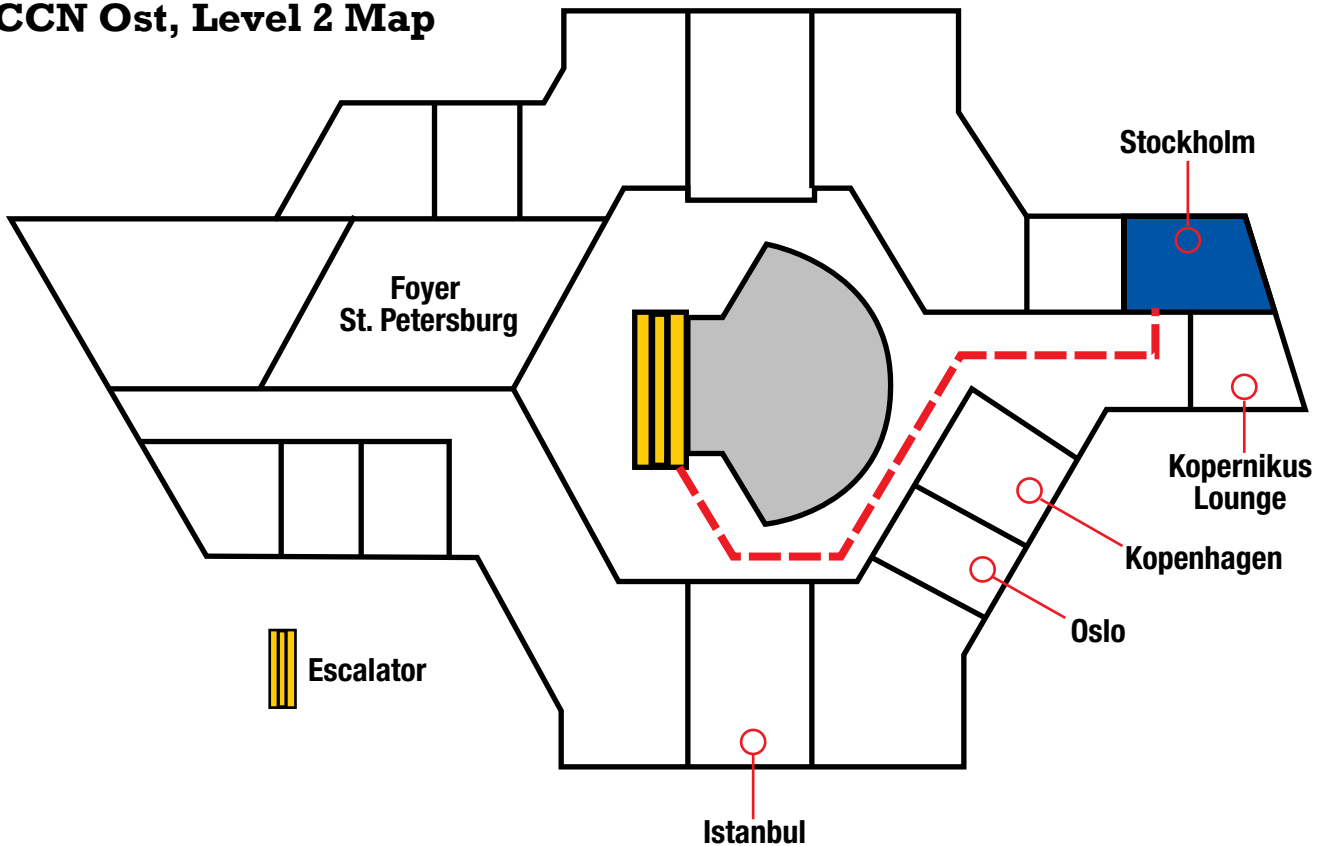 CCN Ost, Level 2 Map
Stockholm
Foyer
St. Petersburg
Kopernikus
Lounge
Kopenhagen
Oslo
Escalator
Istanbul